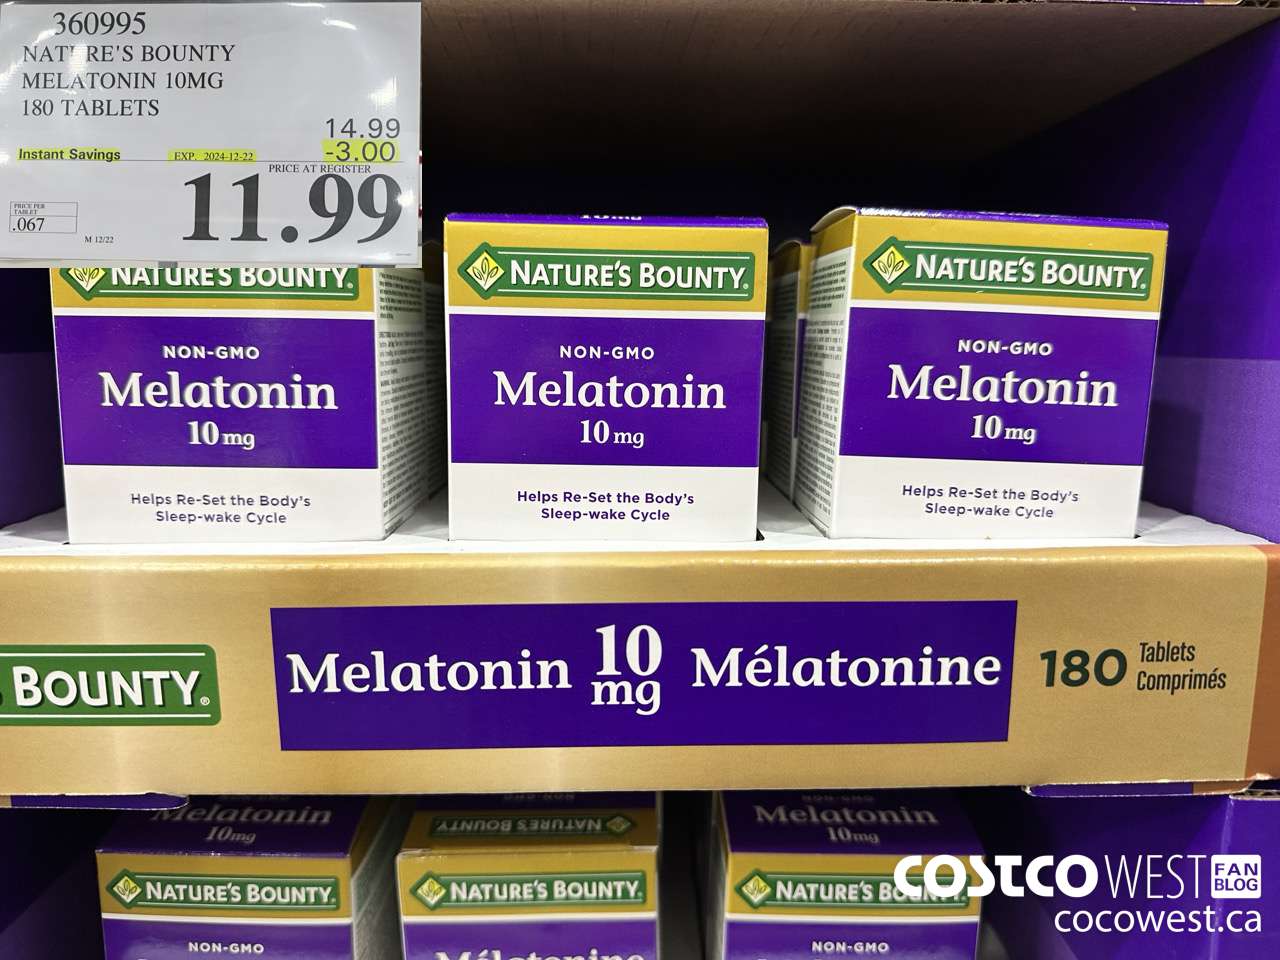 360995
NATURE'S BOUNTY
MELATONIN 10MG
180 TABLETS
14.99
Instant Savings EXP. 2024-12-22 -3.00
PRICE AT REGISTER
11.99
PRICE PER
TABLET
.067
M 12/22
NATURE'S BOUNTY®
NON-GMO
Melatonin
10 mg
Helps Re-Set the Body's
Sleep-wake Cycle
NATURE'S BOUNTY®
NON-GMO
Melatonin
10 mg
Helps Re-Set the Body's
Sleep-wake Cycle
NATURE'S BOUNTY®
NON-GMO
Melatonin
10 mg
Helps Re-Set the Body's
Sleep-wake Cycle
BOUNTY®
Melatonin 10 mg Mélatonine
180 Tablets
Comprimés
Melatonin
10mg
NATURE'S BOUNTY®
NON-GMO
NATURE'S BOUNTY
NATURE'S BOUNTY®
Mélatonine
Melatonin
10mg
NATURE'S BOUNTY
NON-GMO
COSTCO WEST FAN
BLOG
cocowest.ca